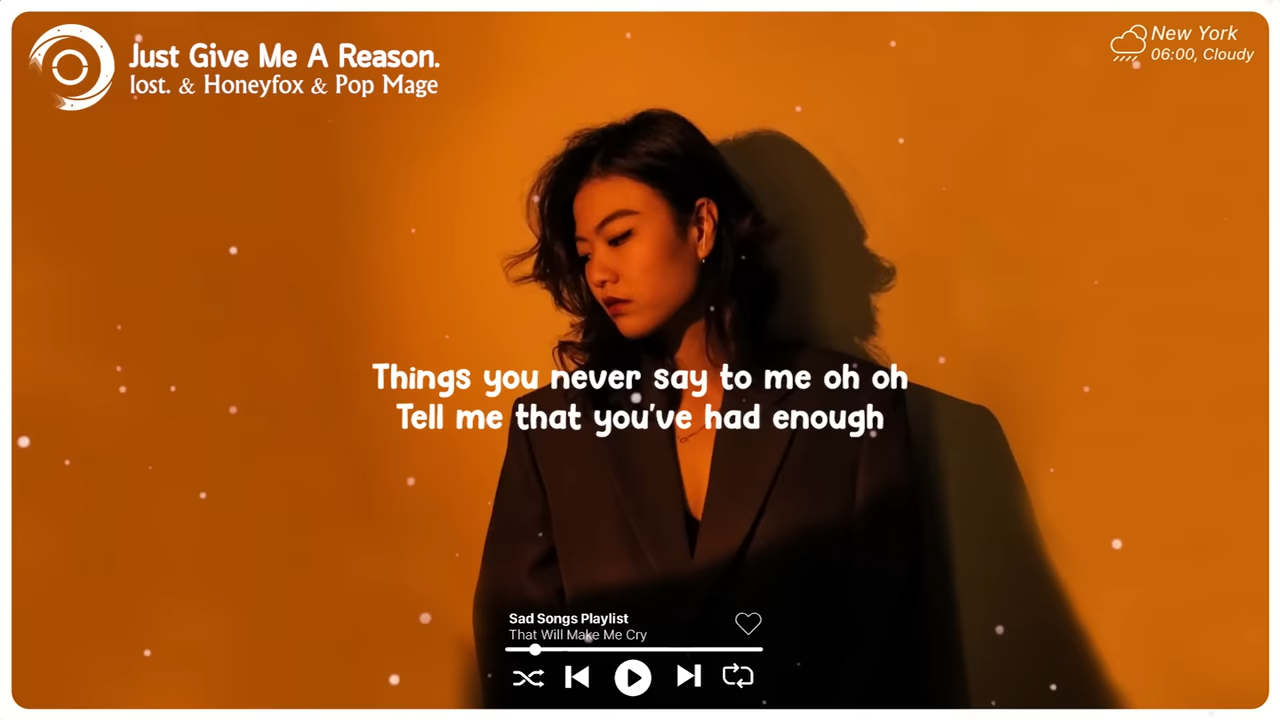 Just Give Me A Reason.
lost. & Honeyfox & Pop Mage
New York
06:00, Cloudy
Things you never say to me oh oh
Tell me that you've had enough
Sad Songs Playlist
That Will Make Me Cry